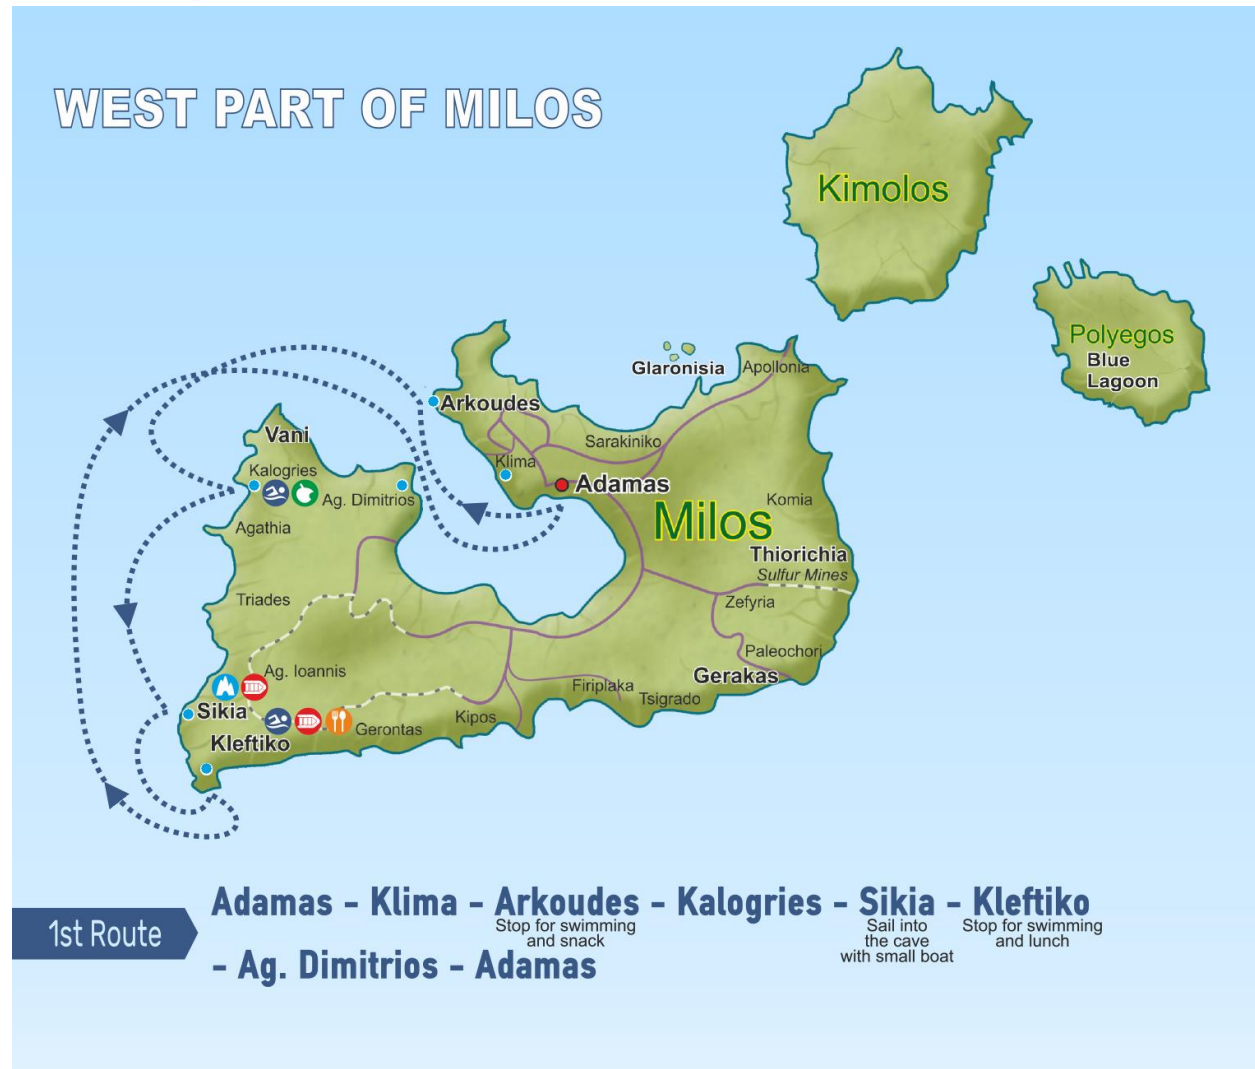 WEST PART OF MILOS
Kimolos
Polyegos
Blue
Lagoon
Glaronisia
Apollonia
Arkoudes
Vani
Sarakiniko
Klima
Kalogries
Adamas
Ag. Dimitrios
Komia
Milos
Agathia
Thiorichia
Sulfur Mines
Triades
Zefyria
Paleochori
Ag. Ioannis
Gerakas
Firiplaka
Tsigrado
Sikia
Kipos
Gerontas
Kleftiko
1st Route
Adamas - Klima - Arkoudes - Kalogries - Sikia - Kleftiko
Stop for swimming
and snack
Sail into
the cave
with small boat
Stop for swimming
and lunch
- Ag. Dimitrios - Adamas